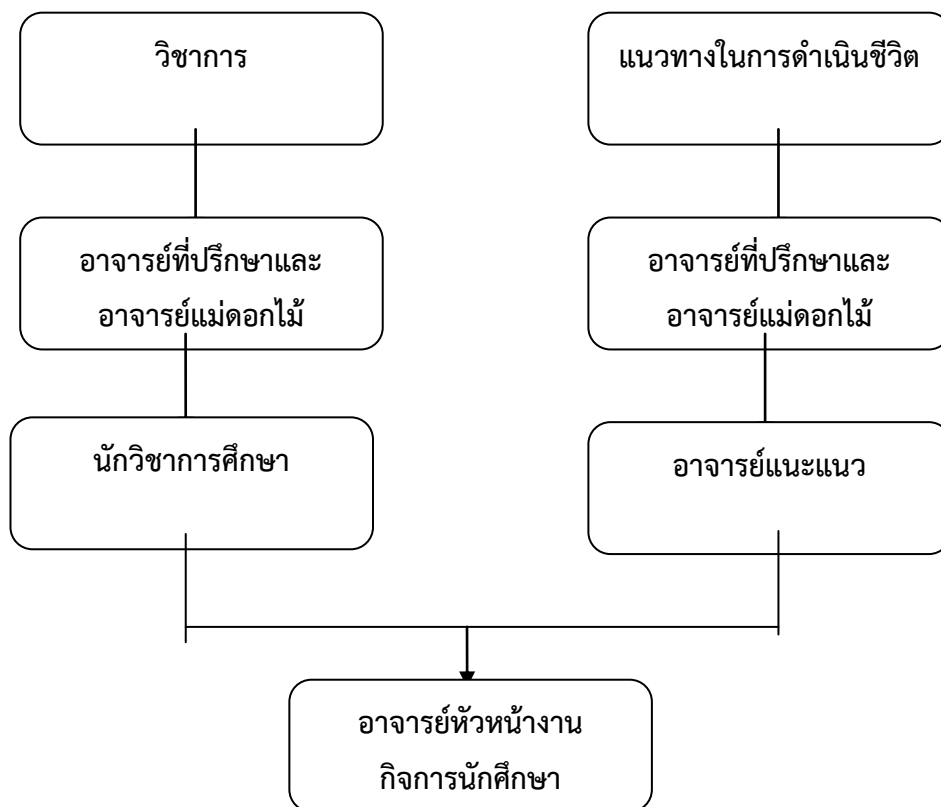 วิชาการ
แนวทางในการดำเนินชีวิต
อาจารย์ที่ปรึกษาและ
อาจารย์แม่ดอกไม้
อาจารย์ที่ปรึกษาและ
อาจารย์แม่ดอกไม้
นักวิชาการศึกษา
อาจารย์แนะแนว
อาจารย์หัวหน้างาน
กิจการนักศึกษา